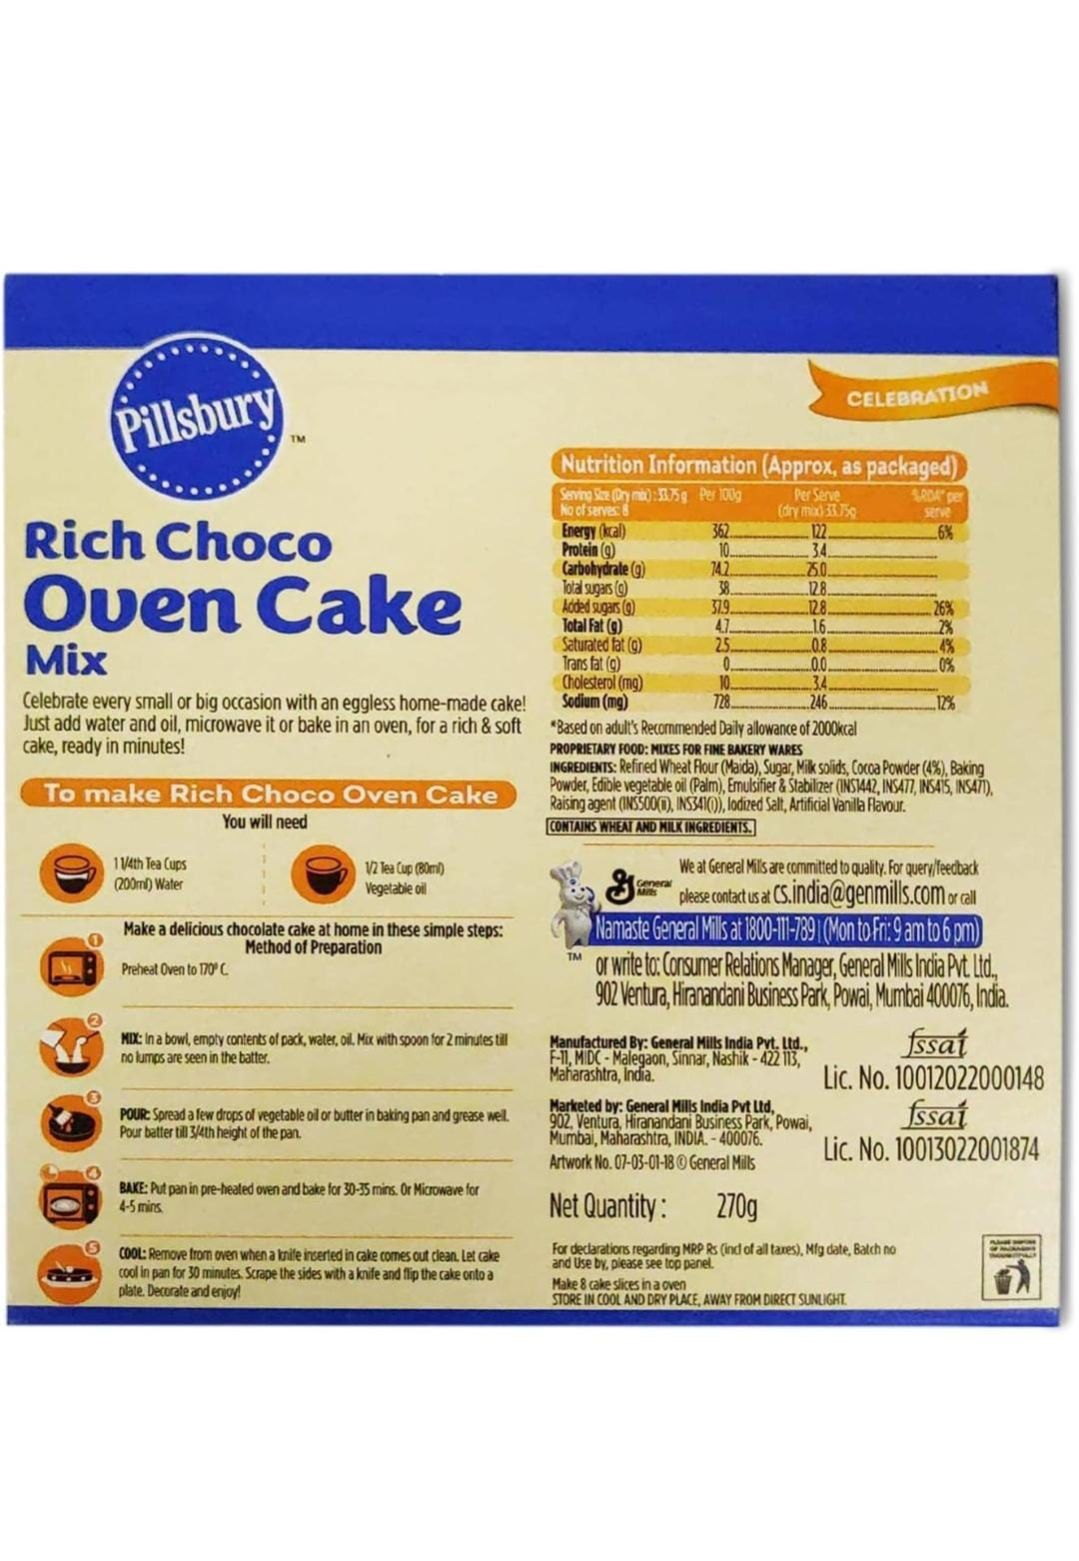 CELEBRATION
Pillsbury
TM
Rich Choco
Oven Cake
Mix
Celebrate every small or big occasion with an eggless home-made cake!
Just add water and oil, microwave it or bake in an oven, for a rich & soft
cake, ready in minutes!
To make Rich Choco Oven Cake
You will need
1 1/4th Tea Cups
(200ml) Water
1/2 Tea Cup (80ml)
Vegetable oil
Make a delicious chocolate cake at home in these simple steps:
Method of Preparation
1
Preheat Oven to 170° C.
2
MIX: In a bowl, empty contents of pack, water, oil. Mix with spoon for 2 minutes till
no lumps are seen in the batter.
3
POUR: Spread a few drops of vegetable oil or butter in baking pan and grease well.
Pour batter till 3/4th height of the pan.
4
BAKE: Put pan in pre-heated oven and bake for 30-35 mins. Or Microwave for
4-5 mins.
5
COOL: Remove from oven when a knife inserted in cake comes out clean. Let cake
cool in pan for 30 minutes. Scrape the sides with a knife and flip the cake onto a
plate. Decorate and enjoy!
Nutrition Information (Approx, as packaged)
Serving Size (Dry mix) : 33.75 g Per 100g Per Serve %RDA* per
No of serves: 8 (dry mix) 33.75g serve
Energy (kcal) 362 122 6%
Protein (g) 10 3.4
Carbohydrate (g) 74.2 25.0
Total sugars (g) 38 12.8
Added sugars (g) 37.9 12.8 26%
Total Fat (g) 4.7 1.6 2%
Saturated fat (g) 2.5 0.8 4%
Trans fat (g) 0 0.0 0%
Cholesterol (mg) 10 3.4
Sodium (mg) 728 246 12%
*Based on adult's Recommended Daily allowance of 2000kcal
PROPRIETARY FOOD: MIXES FOR FINE BAKERY WARES
INGREDIENTS: Refined Wheat Flour (Maida), Sugar, Milk solids, Cocoa Powder (4%), Baking
Powder, Edible vegetable oil (Palm), Emulsifier & Stabilizer (INS1442, INS477, INS415, INS471),
Raising agent (INS500(ii), INS341(i)), Iodized Salt, Artificial Vanilla Flavour.
CONTAINS WHEAT AND MILK INGREDIENTS.
General
Mills
We at General Mills are committed to quality. For query/feedback
please contact us at CS.india@genmills.com or call
Namaste General Mills at 1800-111-789 | (Mon to Fri: 9 am to 6 pm)
TM
or write to: Consumer Relations Manager, General Mills India Pvt. Ltd.,
902 Ventura, Hiranandani Business Park, Powai, Mumbai 400076, India.
Manufactured By: General Mills India Pvt. Ltd.,
F-11, MIDC - Malegaon, Sinnar, Nashik - 422 113,
Maharashtra, India.
fssai
Lic. No. 10012022000148
Marketed by: General Mills India Pvt Ltd,
902, Ventura, Hiranandani Business Park, Powai,
Mumbai, Maharashtra, INDIA. - 400076.
fssai
Lic. No. 10013022001874
Artwork No. 07-03-01-18 © General Mills
Net Quantity : 270g
For declarations regarding MRP Rs (incl of all taxes), Mfg date, Batch no
and Use by, please see top panel.
Make 8 cake slices in a oven
STORE IN COOL AND DRY PLACE, AWAY FROM DIRECT SUNLIGHT.
PLEASE DISPOSE
OF PACKAGING